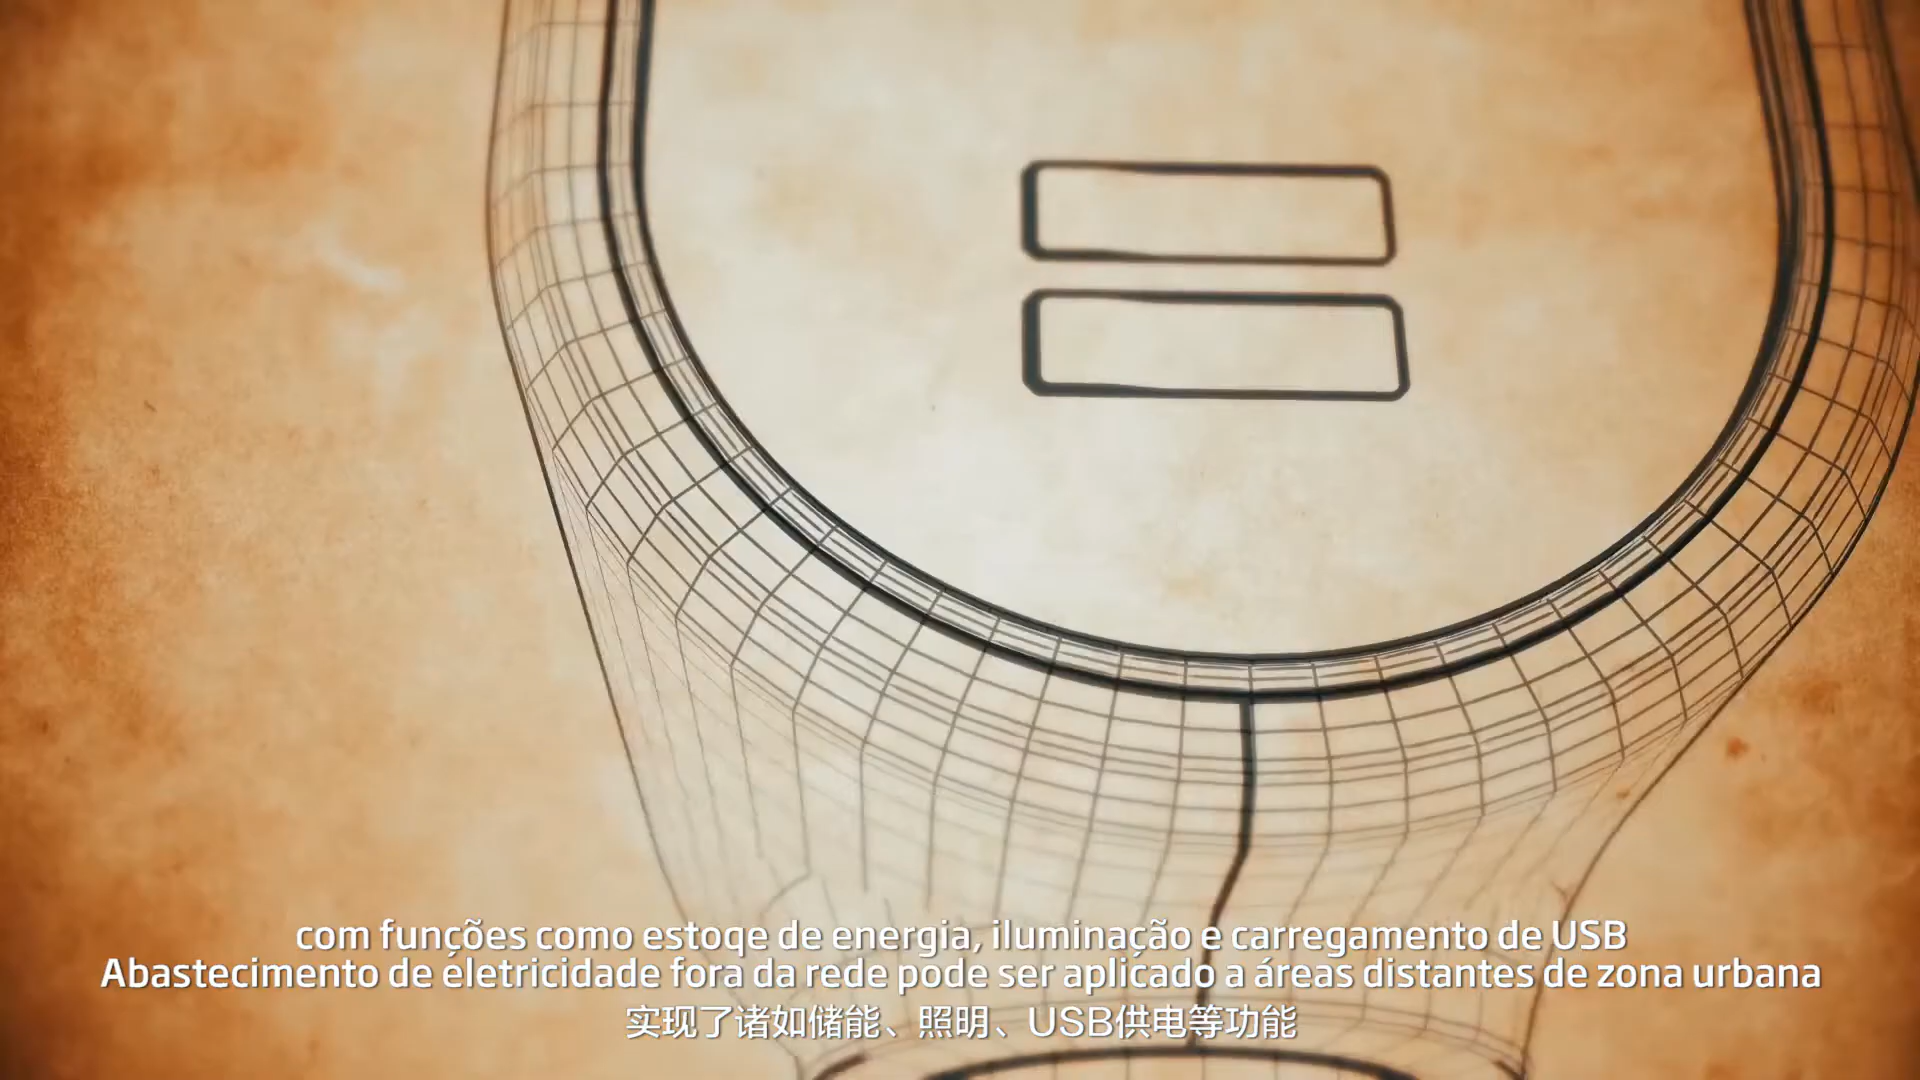 com funções como estoqe de energia, iluminação e carregamento de USB
Abastecimento de eletricidade fora da rede pode ser aplicado a áreas distantes de zona urbana
实现了诸如储能、照明、USB供电等功能